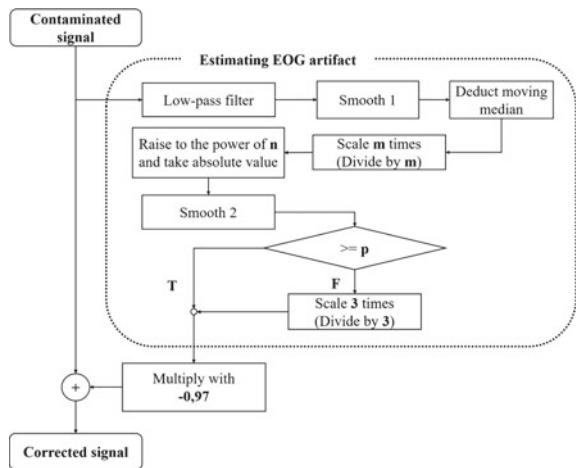 Contaminated
signal
Estimating EOG artifact
Low-pass filter
Smooth 1
Deduct moving
median
Raise to the power of n
and take absolute value
Scale m times
(Divide by m)
Smooth 2
>= p
T
F
Scale 3 times
(Divide by 3)
Multiply with
-0,97
+
Corrected signal